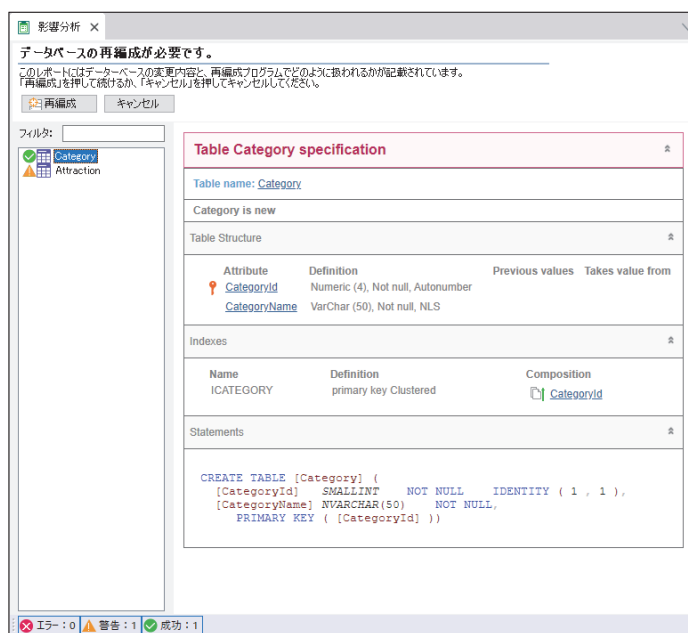 影響分析
データベースの再編成が必要です。
このレポートにはデーターベースの変更内容と、再編成プログラムでどのように扱われるかが記載されています。
「再編成」を押して続けるか、「キャンセル」を押してキャンセルしてください。
再編成 キャンセル
フィルタ:
Category
Attraction
Table Category specification
Table name: Category
Category is new
Table Structure
Attribute Definition Previous values Takes value from
CategoryId Numeric (4), Not null, Autonumber
CategoryName VarChar (50), Not null, NLS
Indexes
Name Definition Composition
ICATEGORY primary key Clustered CategoryId
Statements
CREATE TABLE [Category] (
[CategoryId] SMALLINT NOT NULL IDENTITY ( 1 , 1 ),
[CategoryName] NVARCHAR(50) NOT NULL,
PRIMARY KEY ( [CategoryId] ))
エラー : 0 警告 : 1 成功 : 1